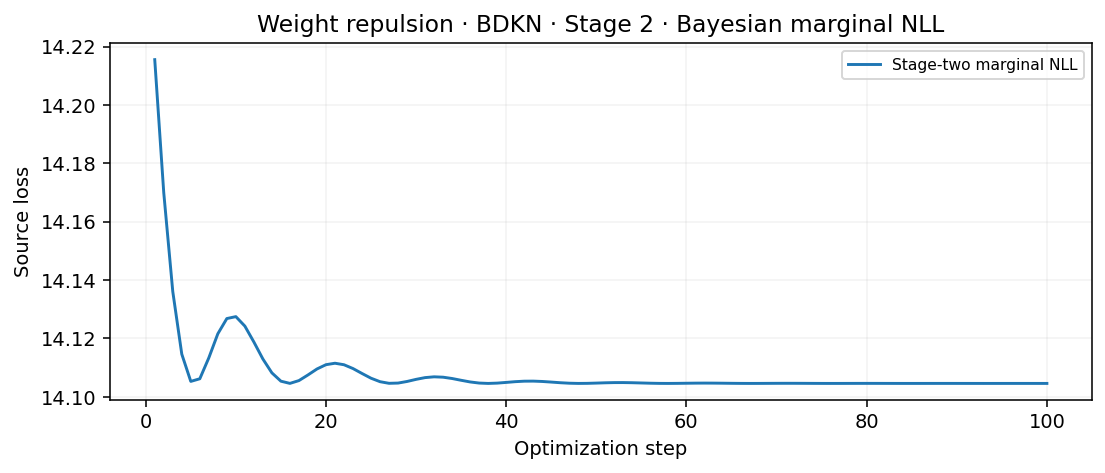 Weight repulsion · BDKN · Stage 2 · Bayesian marginal NLL
Stage-two marginal NLL
Source loss
14.22
14.20
14.18
14.16
14.14
14.12
14.10
0 20 40 60 80 100
Optimization step